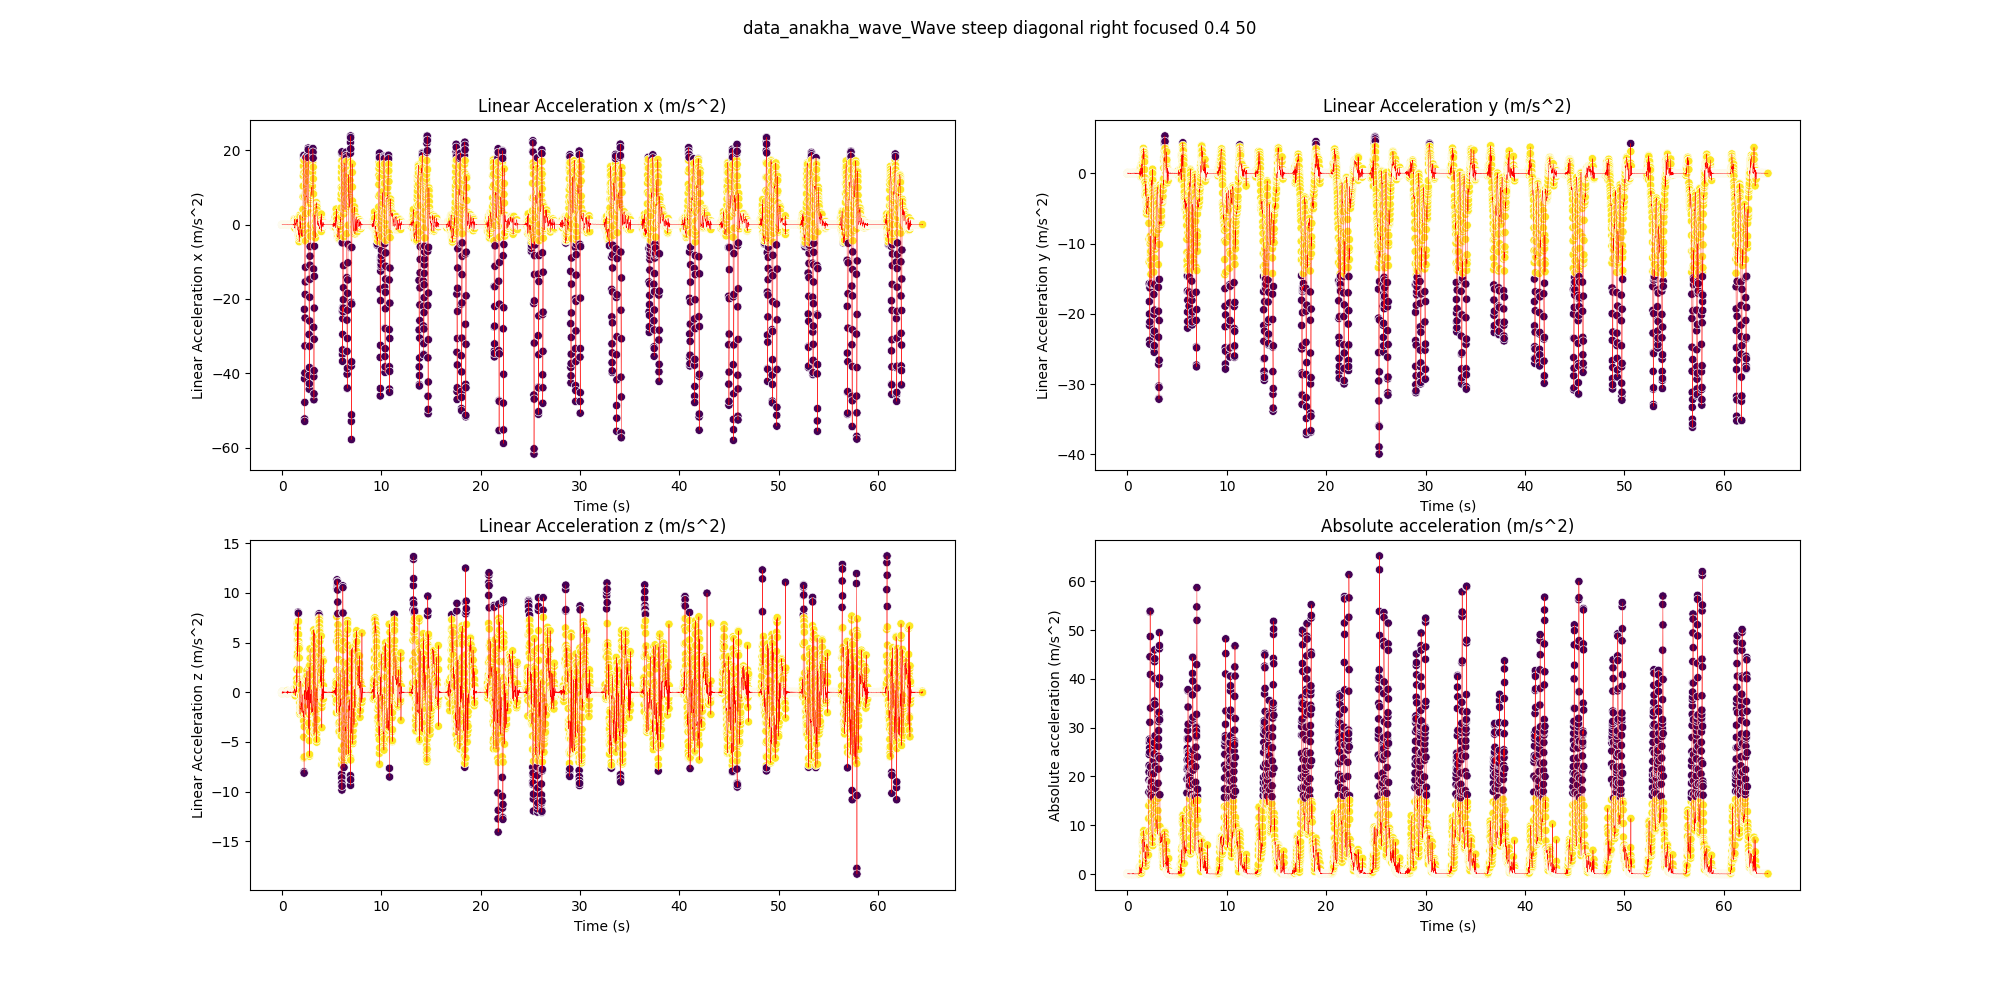 data_anakha_wave_Wave steep diagonal right focused 0.4 50
Linear Acceleration x (m/s^2)
Linear Acceleration x (m/s^2)
20
0
−20
−40
−60
0 10 20 30 40 50 60
Time (s)
Linear Acceleration y (m/s^2)
Linear Acceleration y (m/s^2)
0
−10
−20
−30
−40
0 10 20 30 40 50 60
Time (s)
Linear Acceleration z (m/s^2)
Linear Acceleration z (m/s^2)
15
10
5
0
−5
−10
−15
0 10 20 30 40 50 60
Time (s)
Absolute acceleration (m/s^2)
Absolute acceleration (m/s^2)
60
50
40
30
20
10
0
0 10 20 30 40 50 60
Time (s)